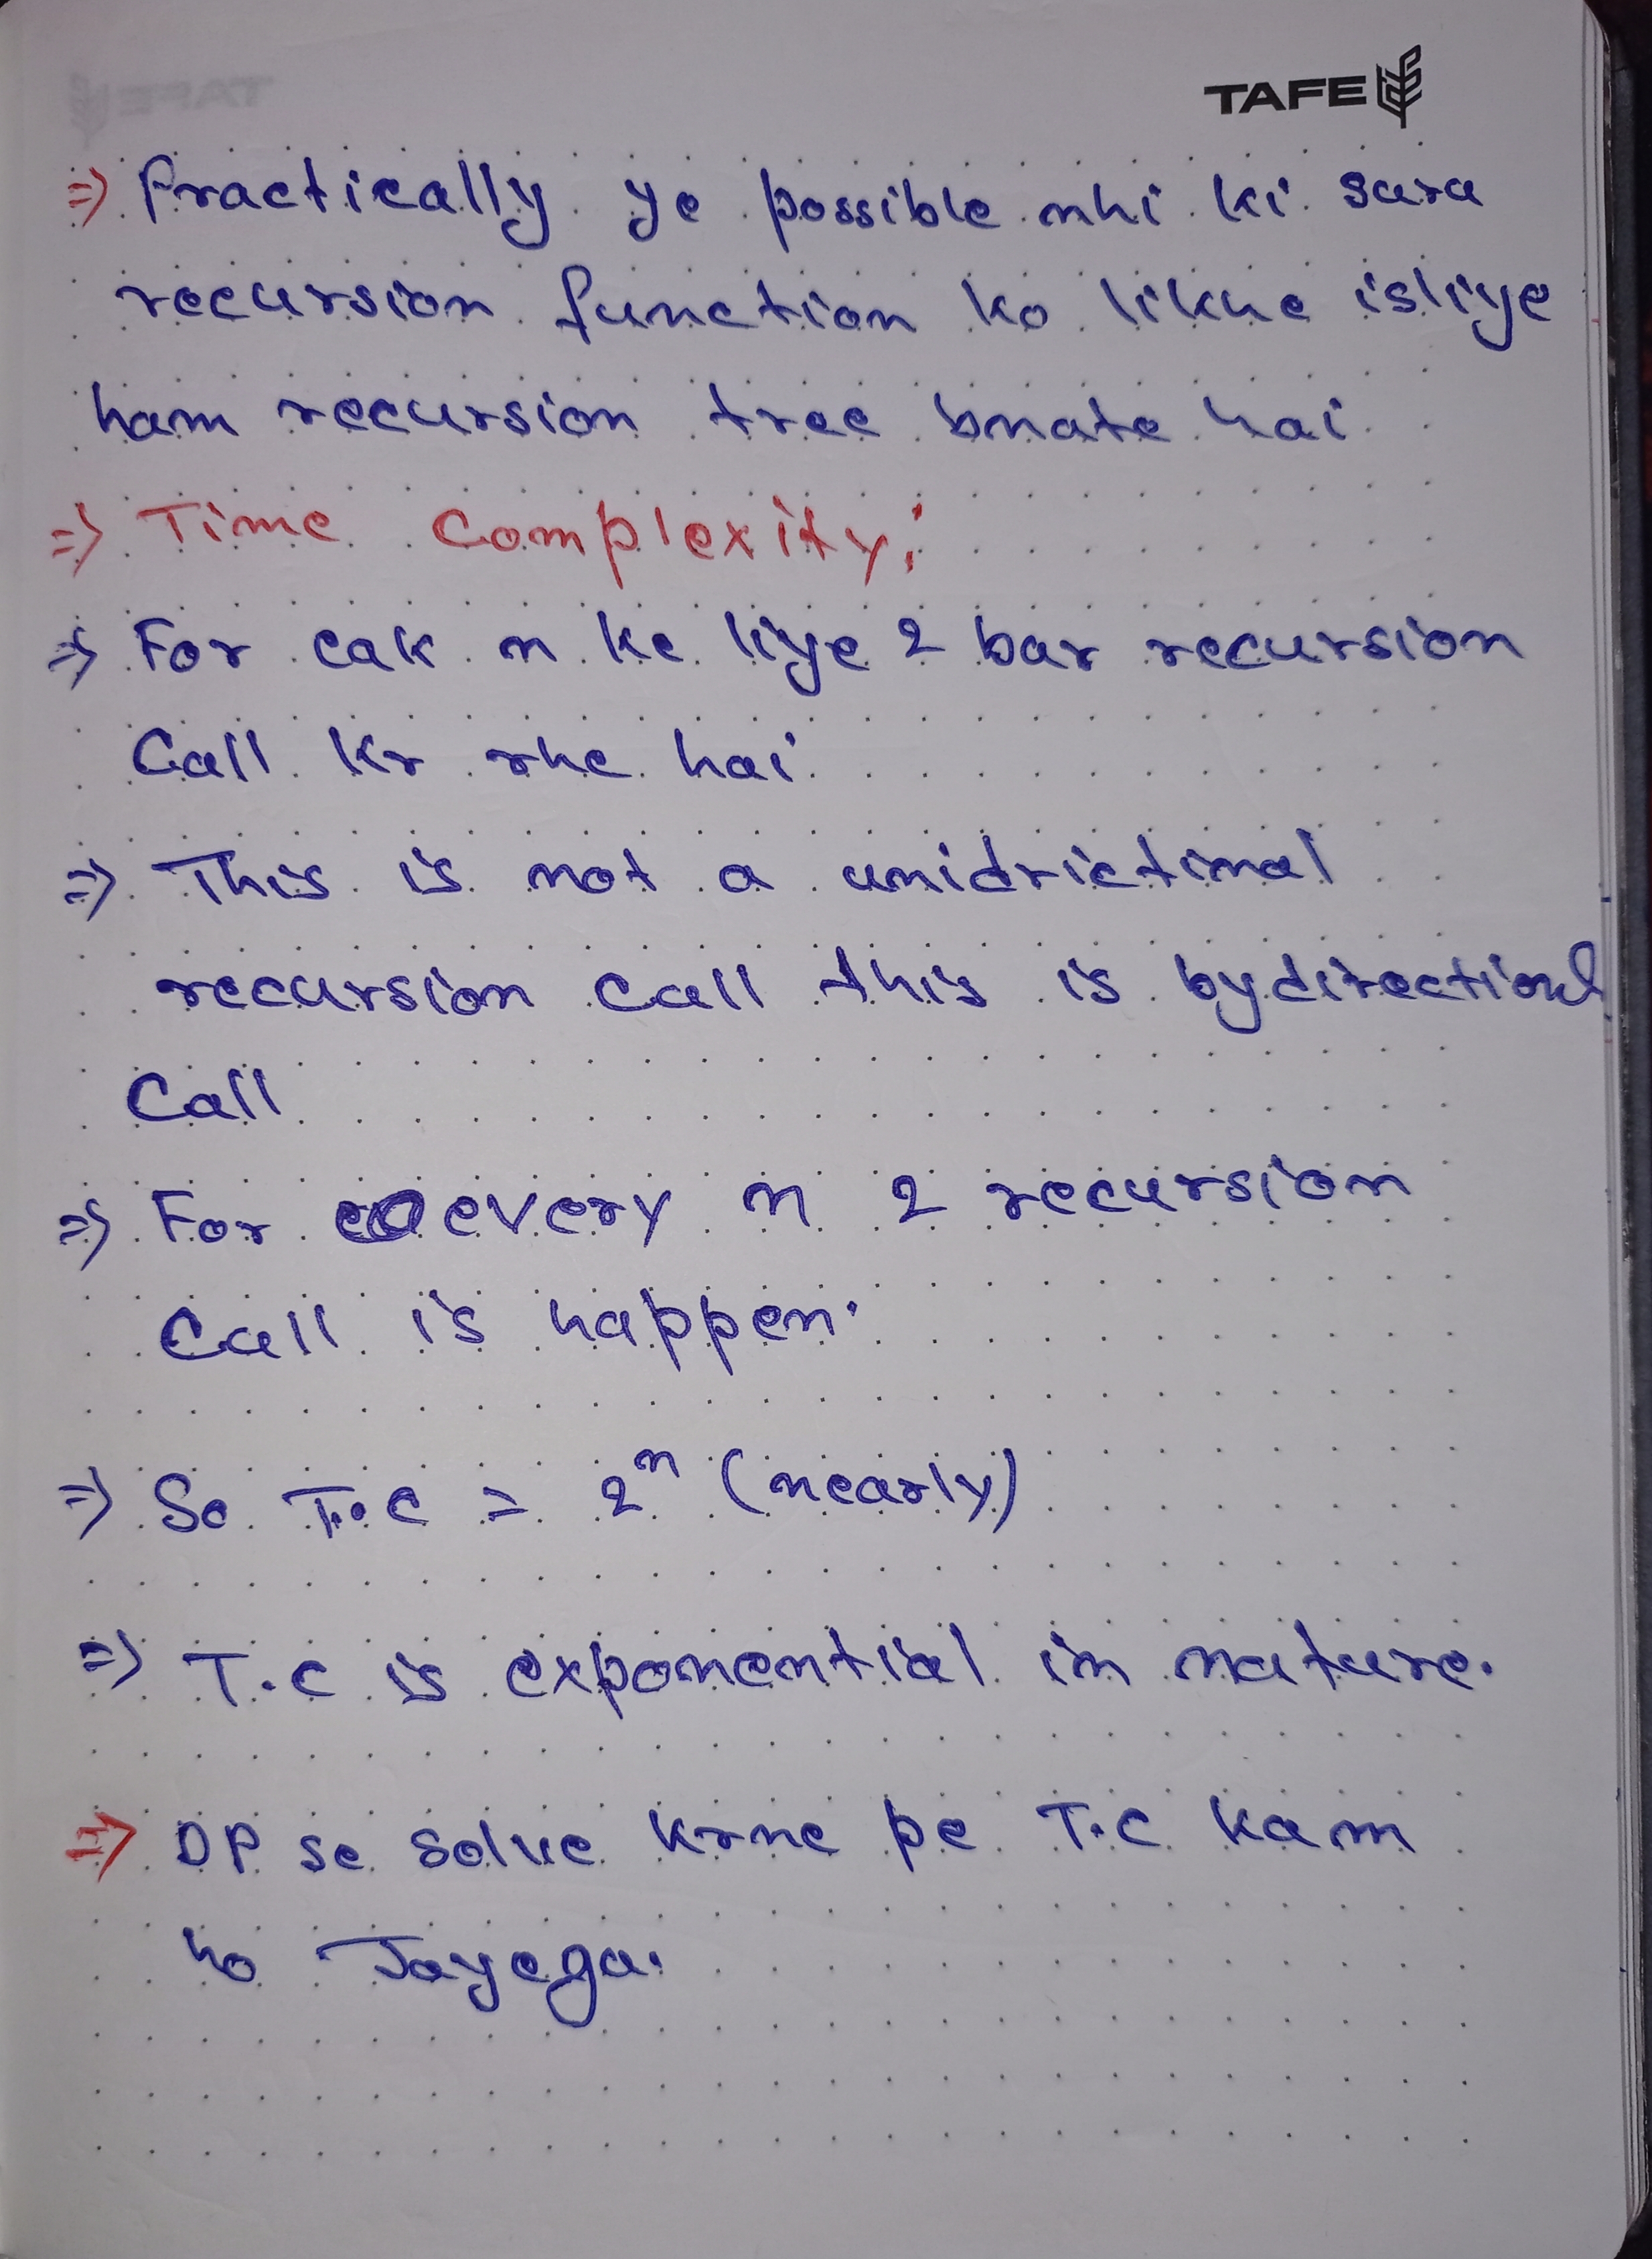 TAFE
=> Practically ye possible nhi ki sara
recursion function ko likhe isliye
ham recursion tree bnate hai
=> Time Complexity:
=> For eak n ke liye 2 bar recursion
Call kr rhe hai
=> This is not a unidrictinal
recursion call this is bydirectional
Call
=> For every n 2 recursion
Call is happen.
=> So T.C = 2ⁿ (nearly)
=> T.C is exponential in nature.
=> DP se solve krne pe T.C kam
ho Jayega.